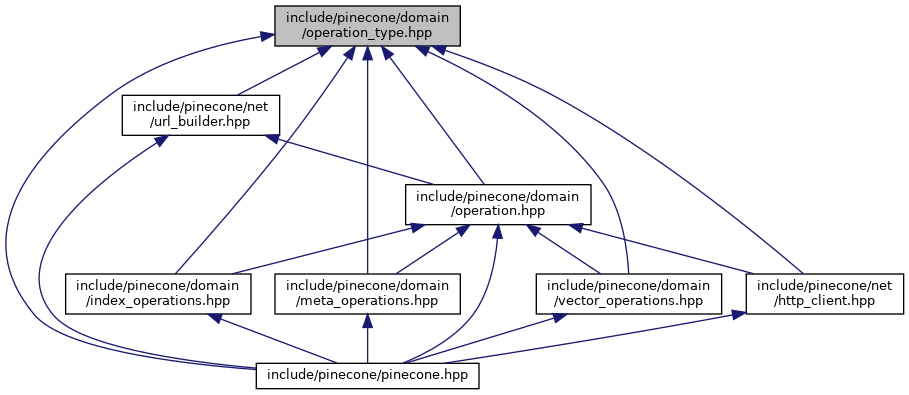 include/pinecone/domain
/operation_type.hpp
include/pinecone/net
/url_builder.hpp
include/pinecone/domain
/operation.hpp
include/pinecone/domain
/index_operations.hpp
include/pinecone/domain
/meta_operations.hpp
include/pinecone/domain
/vector_operations.hpp
include/pinecone/net
/http_client.hpp
include/pinecone/pinecone.hpp